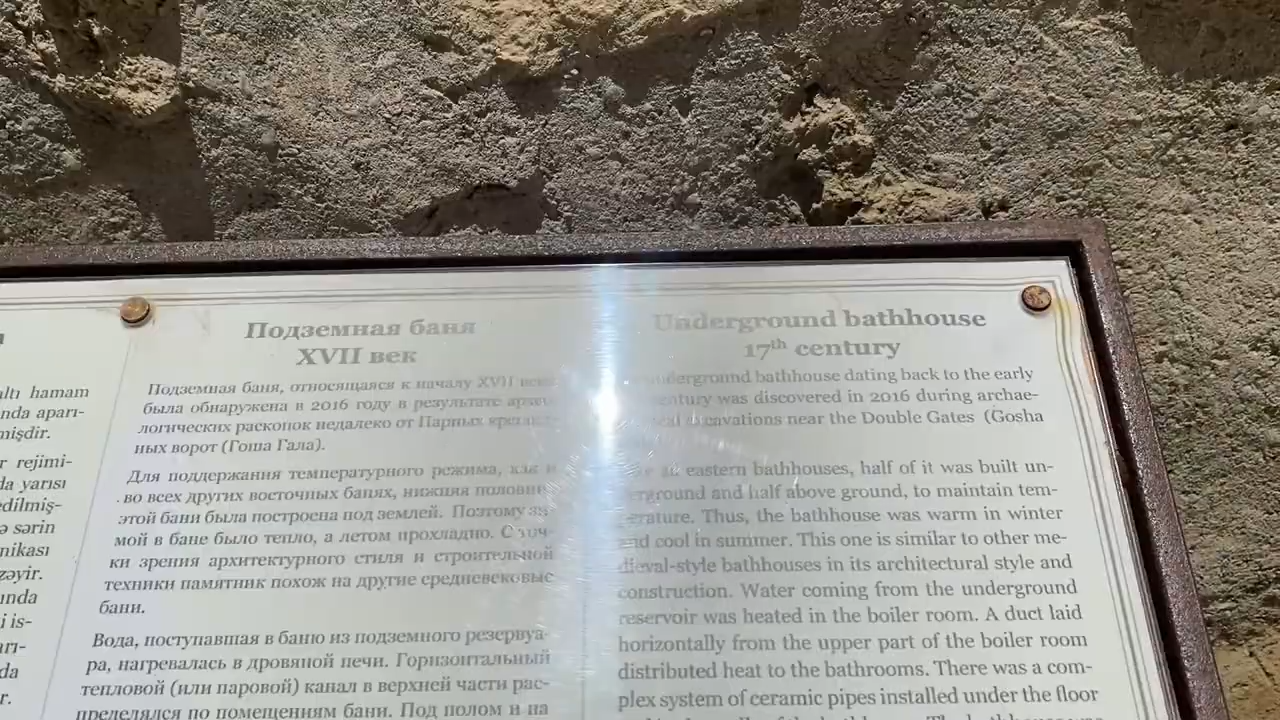 altı hamam
nda aparı-
mişdir.
r rejimi-
da yarısı
edilmiş-
ə sərin
nikası
zəyir.
unda
i is-
arı-
da
r.
Подземная баня
XVII век
Подземная баня, относящаяся к началу XVII века
была обнаружена в 2016 году в результате архео-
логических раскопок недалеко от Парных крепост-
ных ворот (Гоша Гала).
Для поддержания температурного режима, как и
во всех других восточных банях, нижняя половина
этой бани была построена под землей. Поэтому зи-
мой в бане было тепло, а летом прохладно. С точ-
ки зрения архитектурного стиля и строительной
техники памятник похож на другие средневековые
бани.
Вода, поступавшая в баню из подземного резервуа-
ра, нагревалась в дровяной печи. Горизонтальный
тепловой (или паровой) канал в верхней части рас-
пределялся по помещениям бани. Под полом и на
Underground bathhouse
17th century
underground bathhouse dating back to the early
century was discovered in 2016 during archae-
excavations near the Double Gates (Gosha
eastern bathhouses, half of it was built un-
derground and half above ground, to maintain tem-
perature. Thus, the bathhouse was warm in winter
and cool in summer. This one is similar to other me-
dieval-style bathhouses in its architectural style and
construction. Water coming from the underground
reservoir was heated in the boiler room. A duct laid
horizontally from the upper part of the boiler room
distributed heat to the bathrooms. There was a com-
plex system of ceramic pipes installed under the floor